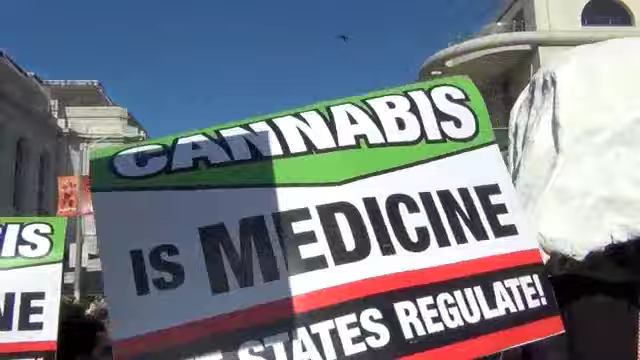 CANNABIS
IS MEDICINE
STATES REGULATE!
IS
NE